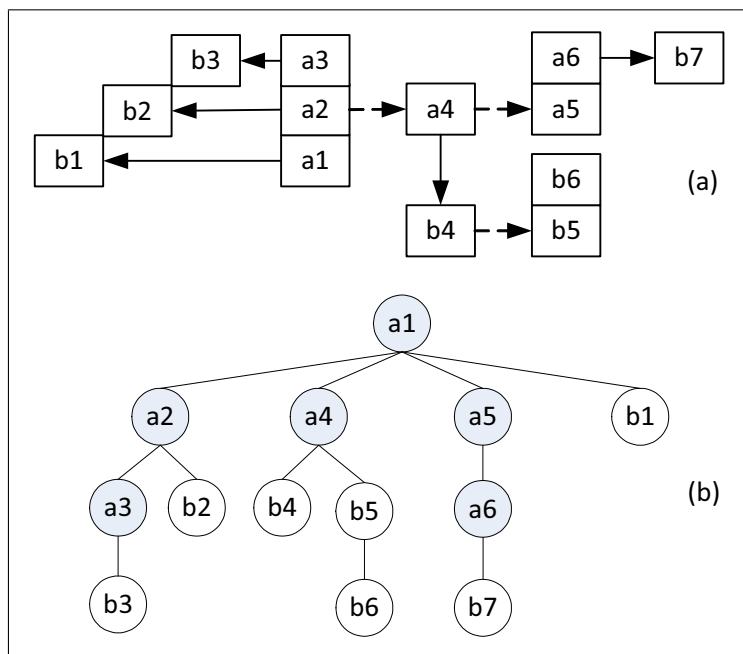 b3 a3 a6 b7
b2 a2 a4 a5
b1 a1 b6
(a)
b4 b5
a1
a2 a4 a5 b1
a3 b2 b4 b5 a6
(b)
b3 b6 b7